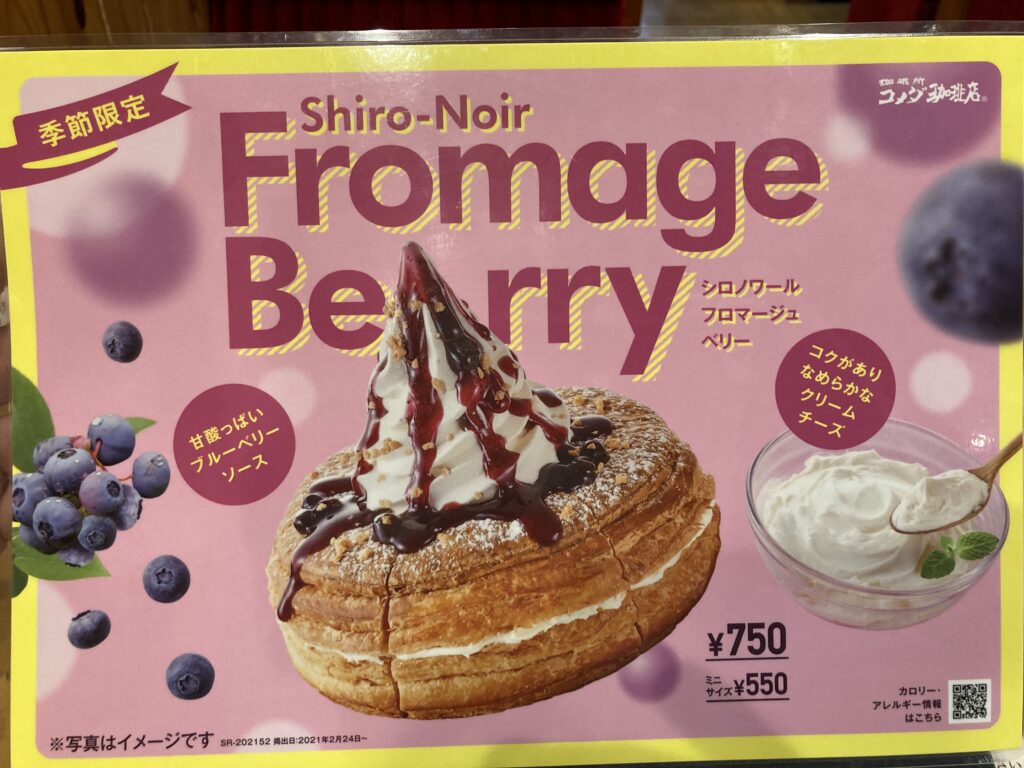 季節限定
珈琲所
コメダ珈琲店®
Shiro-Noir
Fromage
Berry
シロノワール
フロマージュ
ベリー
コクがあり
なめらかな
クリーム
チーズ
甘酸っぱい
ブルーベリー
ソース
¥750
ミニ
サイズ¥550
カロリー・
アレルギー情報
はこちら
※写真はイメージです SR-202152 掲出日:2021年2月24日~